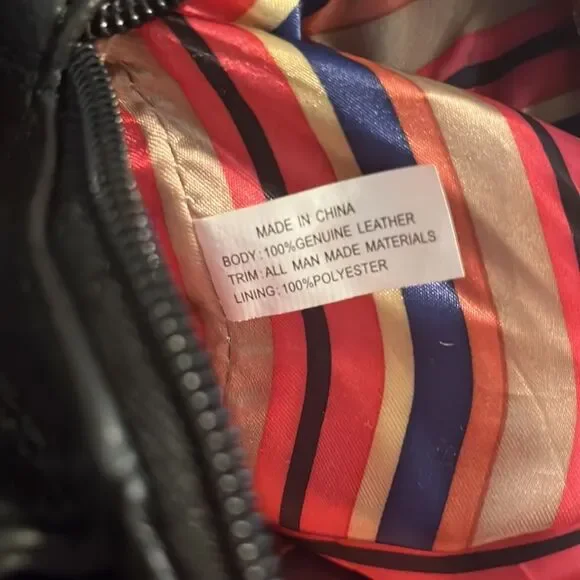 MADE IN CHINA
BODY:100%GENUINE LEATHER
TRIM:ALL MAN MADE MATERIALS
LINING:100%POLYESTER